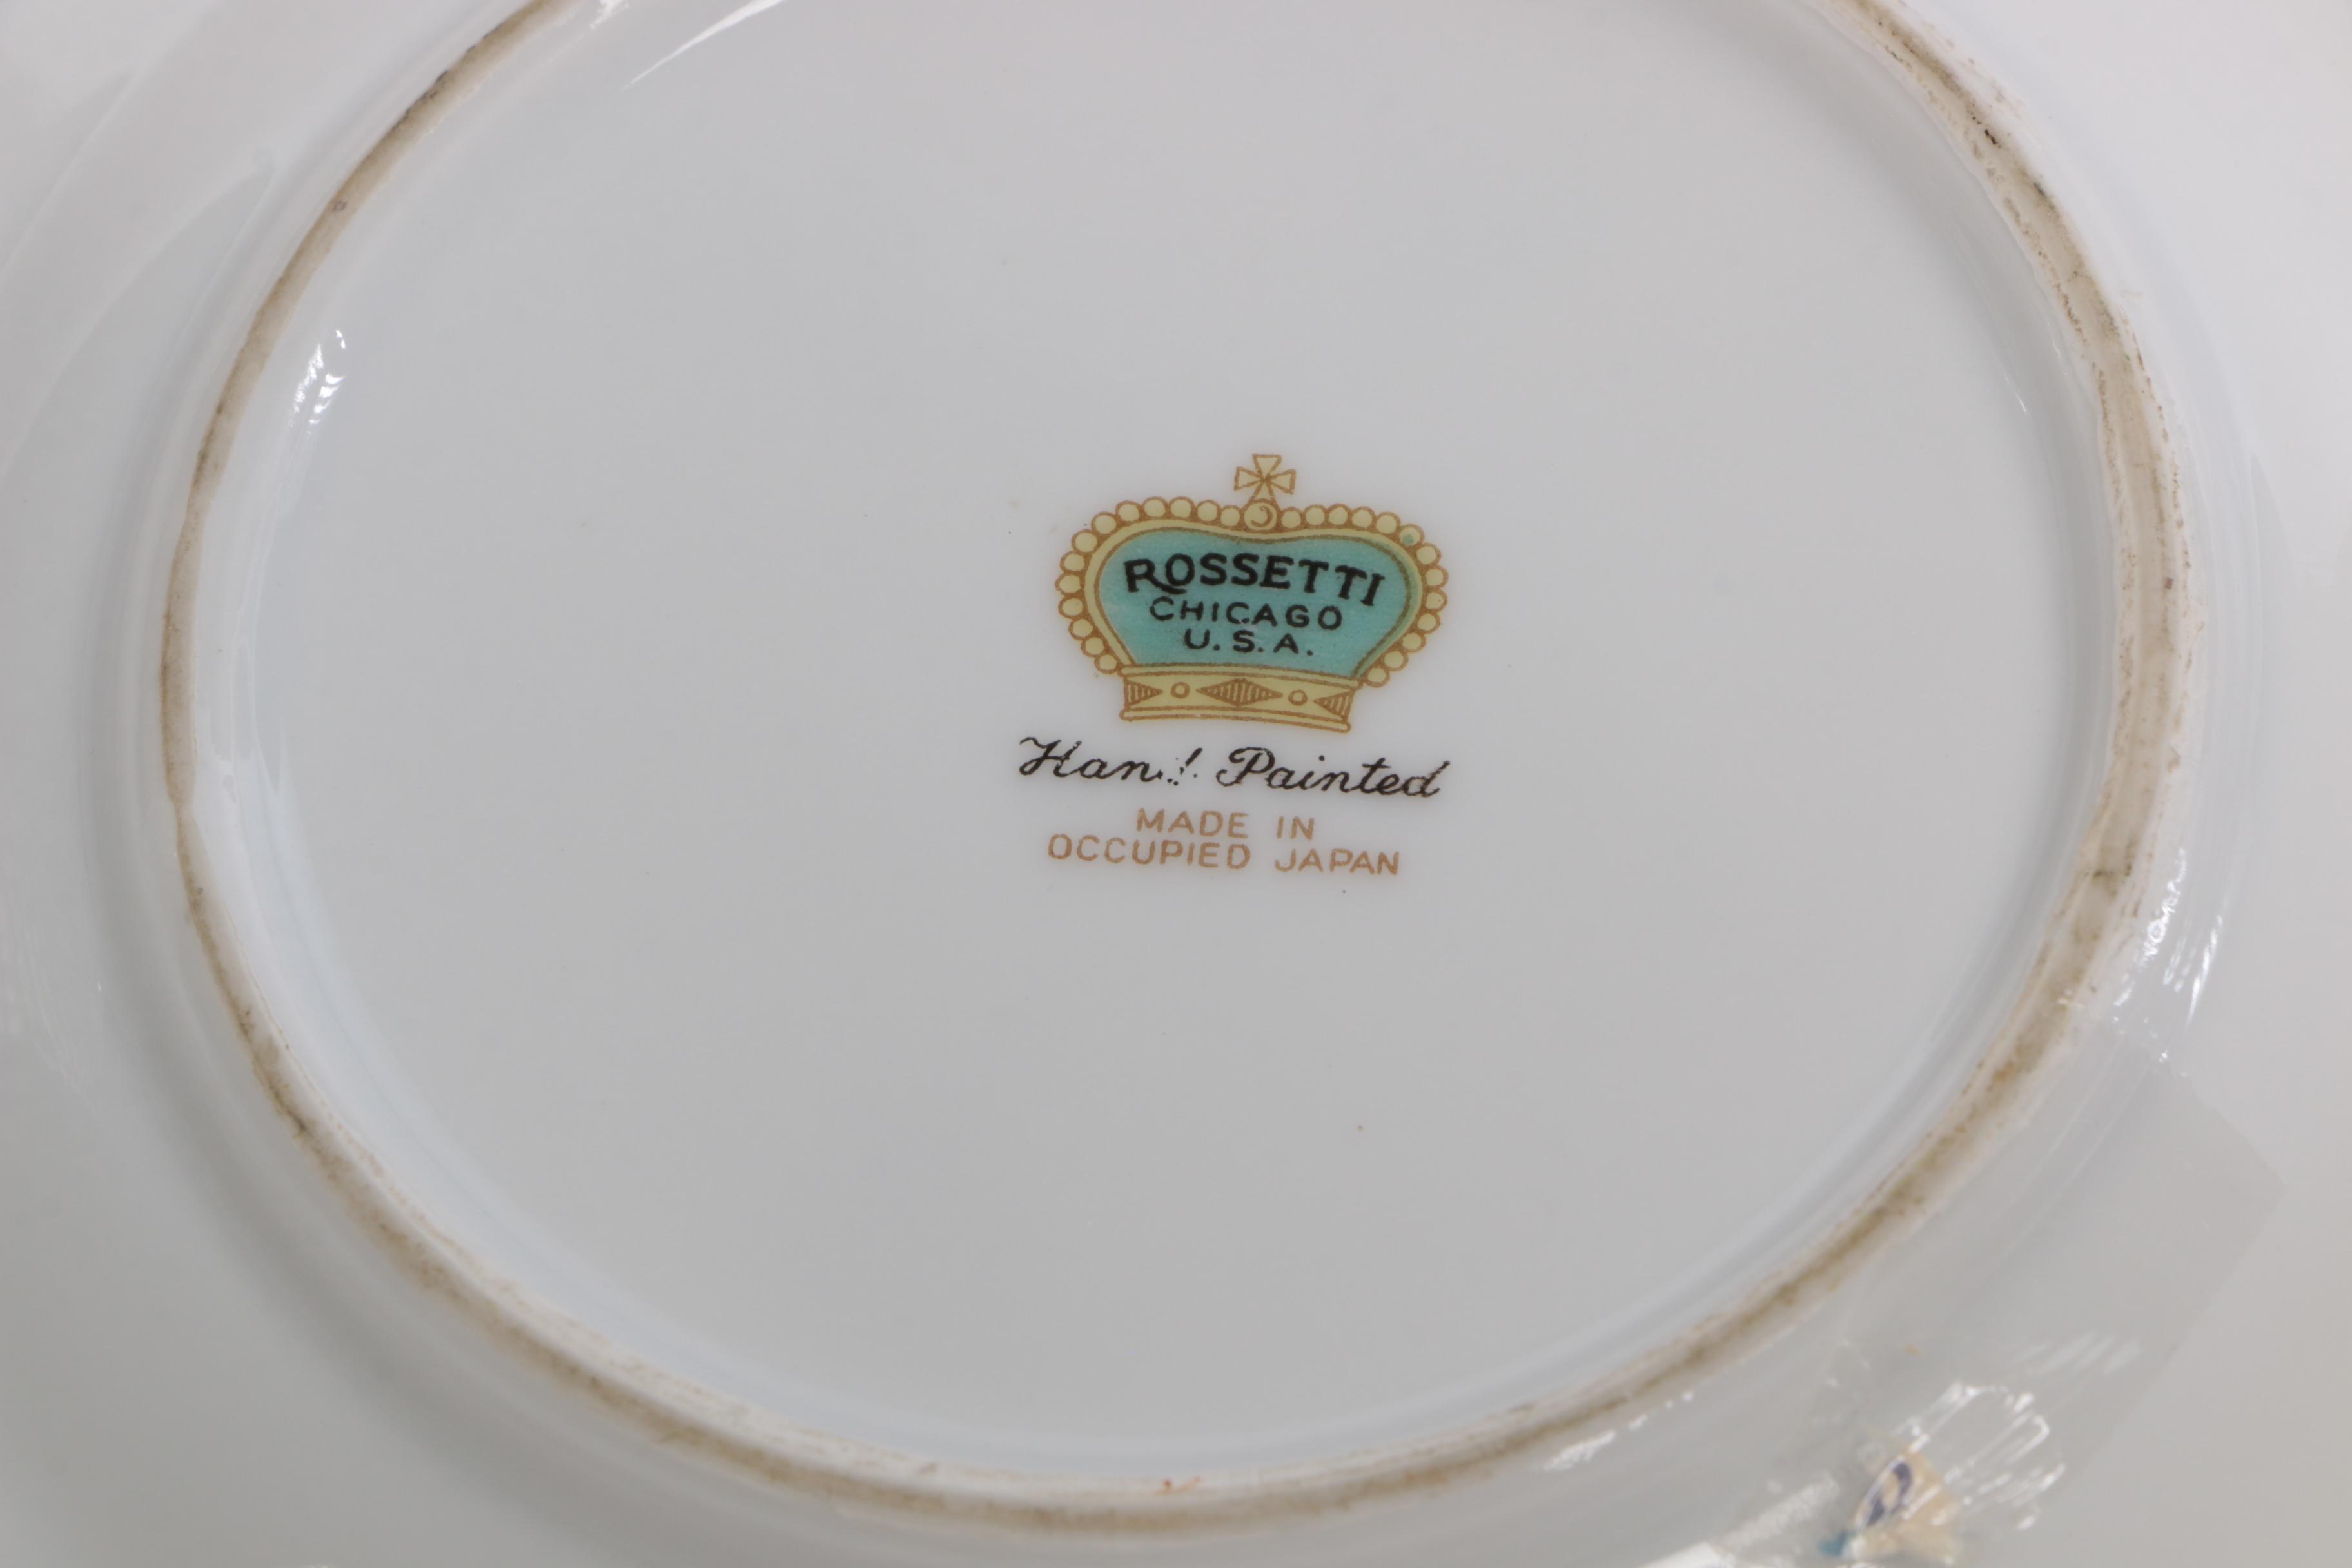 ROSSETTI
CHICAGO
U.S.A.
Hand Painted
MADE IN
OCCUPIED JAPAN